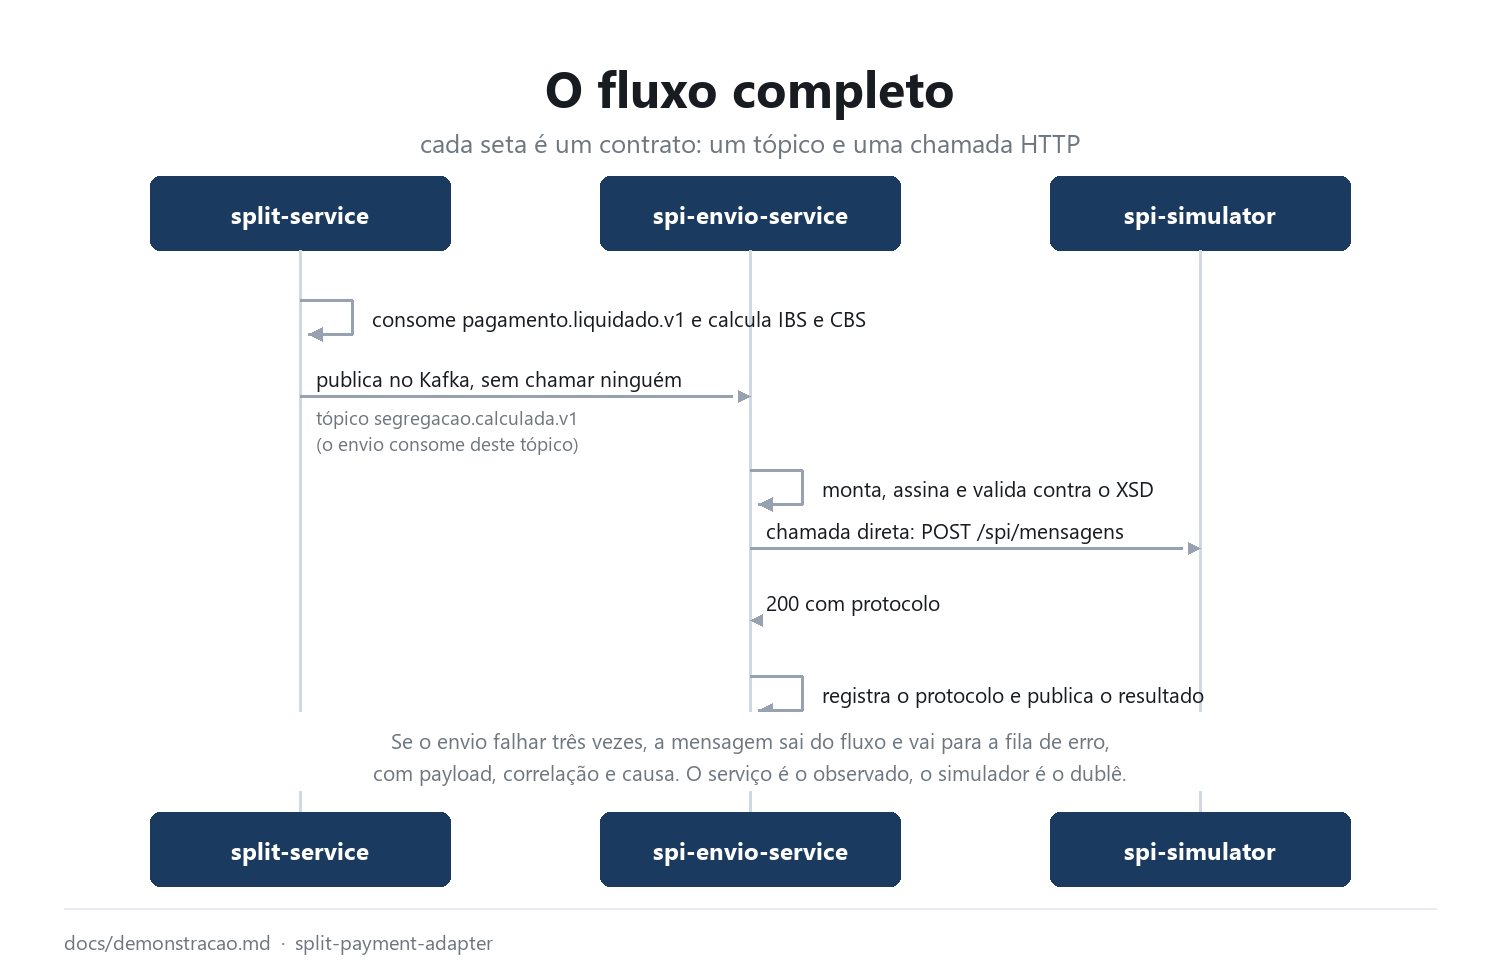 O fluxo completo
cada seta é um contrato: um tópico e uma chamada HTTP
split-service
spi-envio-service
spi-simulator
consome pagamento.liquidado.v1 e calcula IBS e CBS
publica no Kafka, sem chamar ninguém
tópico segregacao.calculada.v1
(o envio consome deste tópico)
monta, assina e valida contra o XSD
chamada direta: POST /spi/mensagens
200 com protocolo
registra o protocolo e publica o resultado
Se o envio falhar três vezes, a mensagem sai do fluxo e vai para a fila de erro,
com payload, correlação e causa. O serviço é o observado, o simulador é o dublê.
split-service
spi-envio-service
spi-simulator
docs/demonstracao.md · split-payment-adapter